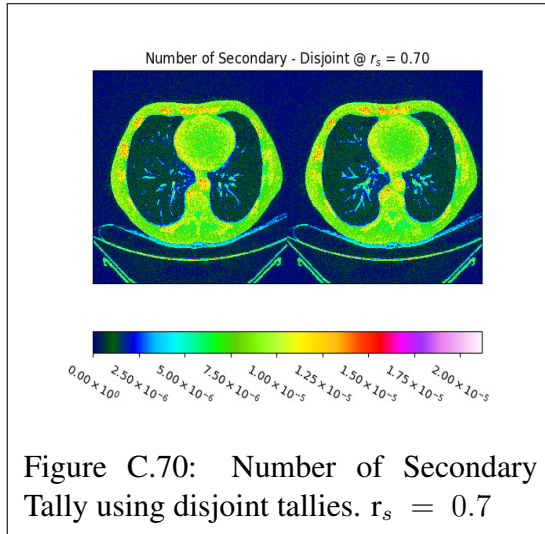 Number of Secondary - Disjoint @ r_s = 0.70
0.00 × 10^0
2.50 × 10^-6
5.00 × 10^-6
7.50 × 10^-6
1.00 × 10^-5
1.25 × 10^-5
1.50 × 10^-5
1.75 × 10^-5
2.00 × 10^-5
Figure C.70: Number of Secondary
Tally using disjoint tallies. r_s = 0.7